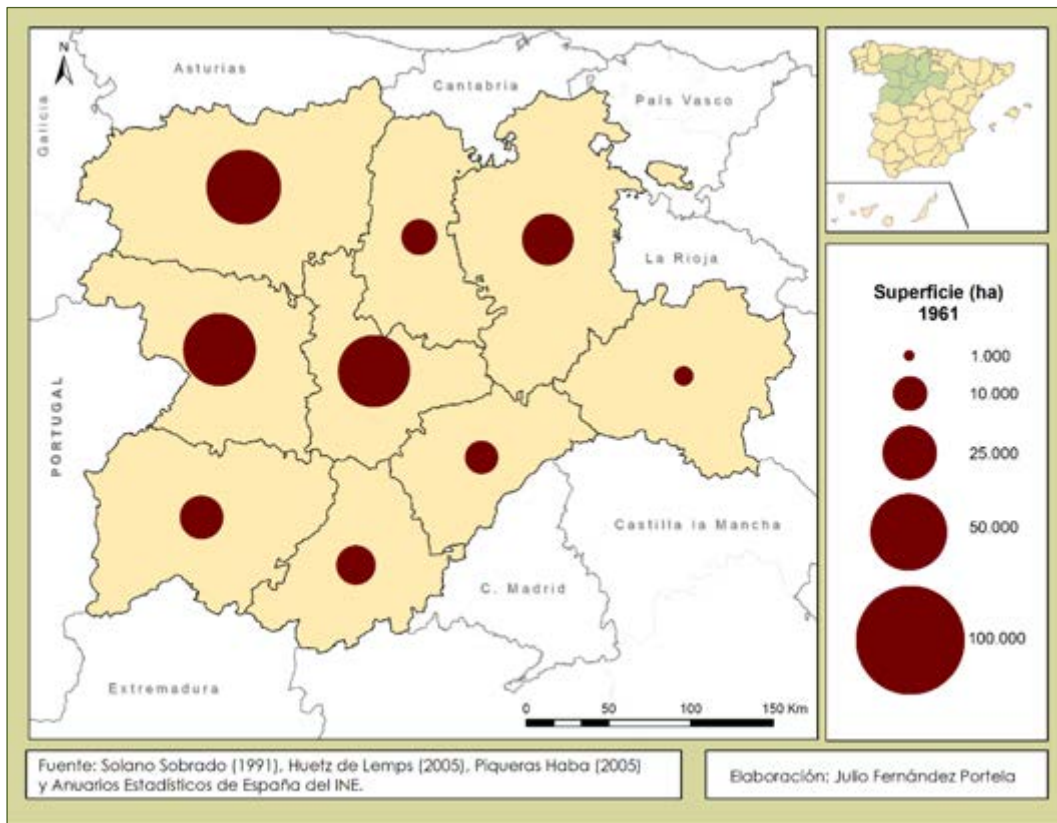 N
Asturias
Cantabria
País Vasco
Galicia
La Rioja
PORTUGAL
Castilla la Mancha
C. Madrid
Extremadura
0 50 100 150 Km
Superficie (ha)
1961
1.000
10.000
25.000
50.000
100.000
Fuente: Solano Sobrado (1991), Huetz de Lemps (2005), Piqueras Haba (2005)
y Anuarios Estadísticos de España del INE.
Elaboración: Julio Fernández Portela